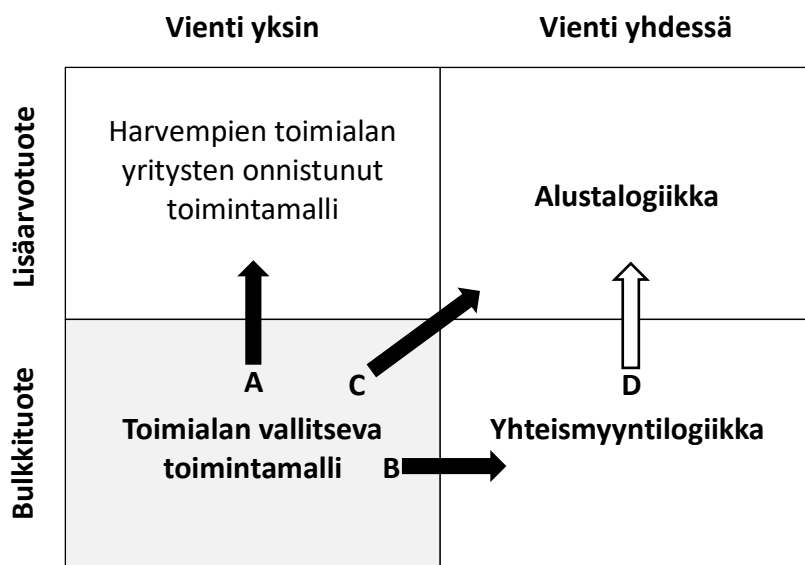 Vienti yksin
Vienti yhdessä
Lisäarvotuote
Harvempien toimialan
yritysten onnistunut
toimintamalli
Alustalogiikka
A
C
D
Bulkkituote
Toimialan vallitseva
toimintamalli
B
Yhteismyyntilogiikka